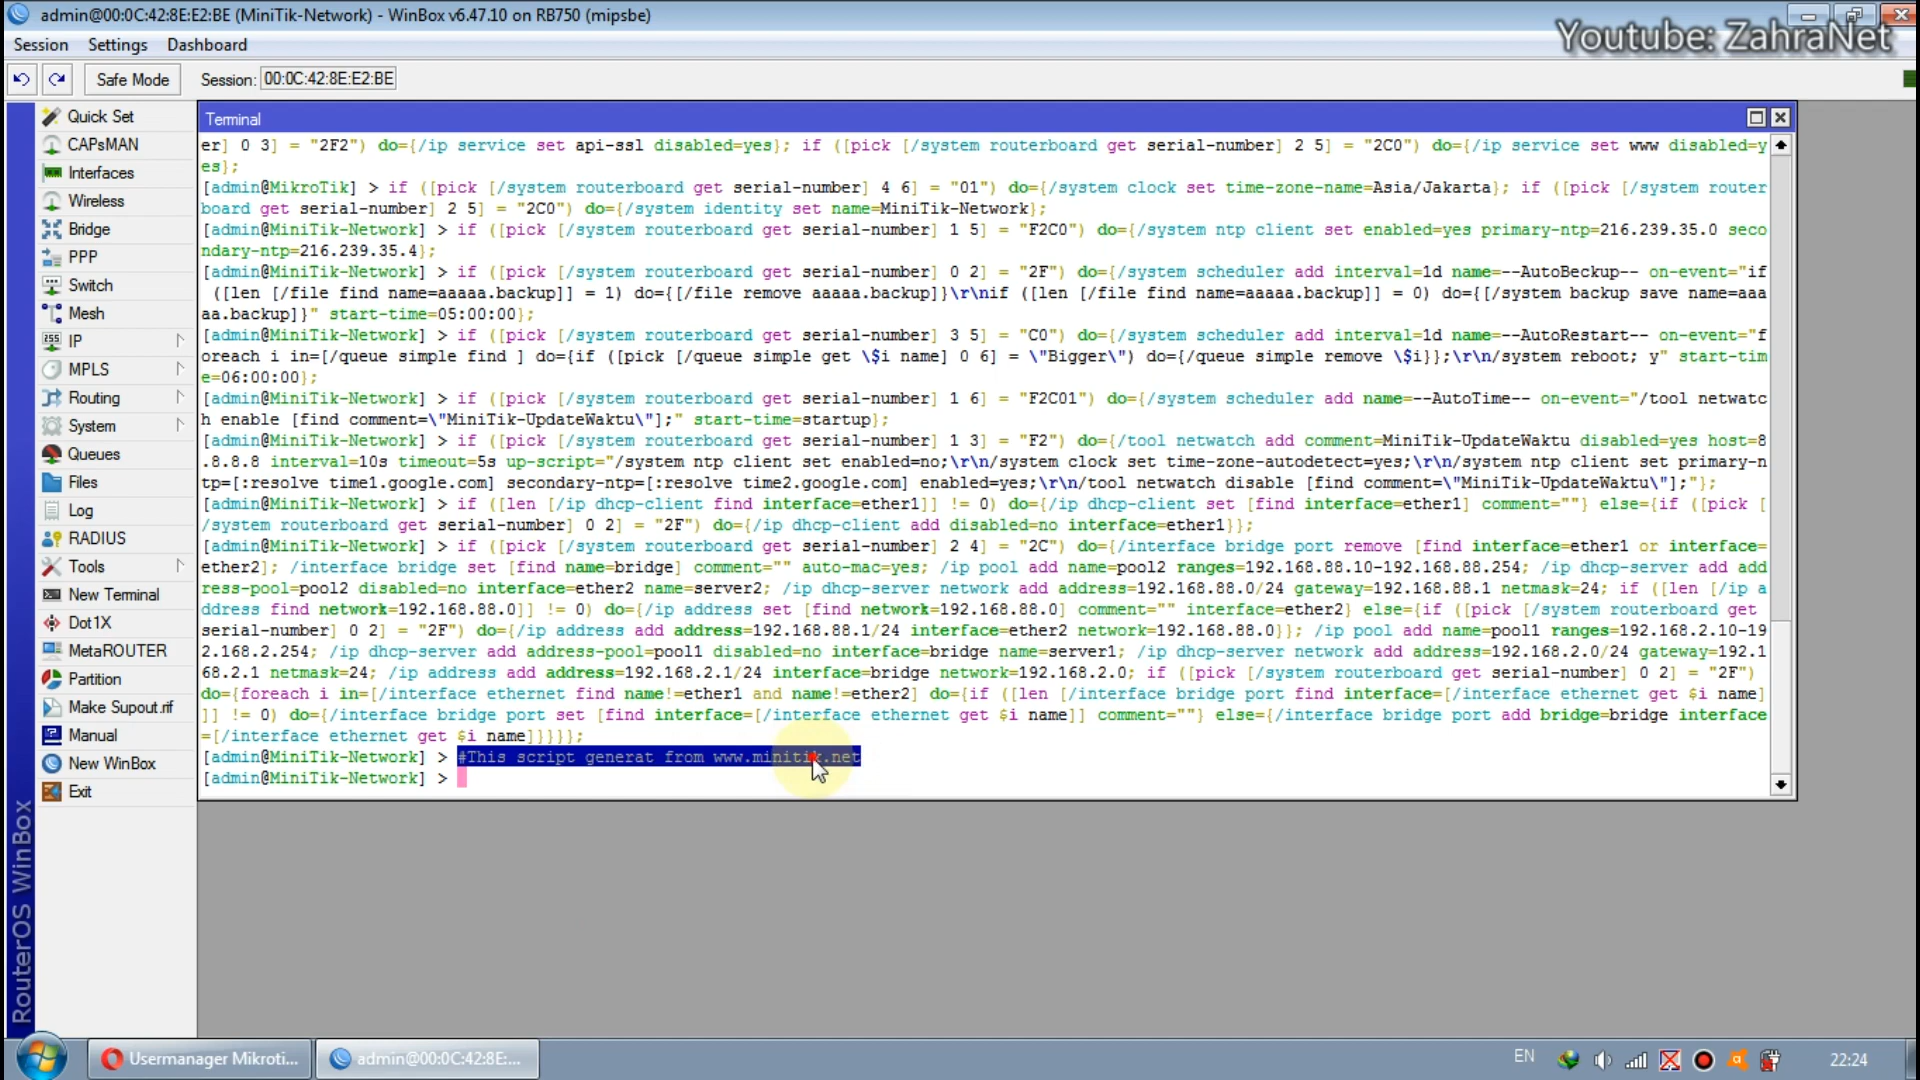 admin@00:0C:42:8E:E2:BE (MiniTik-Network) - WinBox v6.47.10 on RB750 (mipsbe)
Youtube: ZahraNet
Session Settings Dashboard
Safe Mode Session: 00:0C:42:8E:E2:BE
Quick Set
CAPsMAN
Interfaces
Wireless
Bridge
PPP
Switch
Mesh
IP
MPLS
Routing
System
Queues
Files
Log
RADIUS
Tools
New Terminal
Dot1X
MetaROUTER
Partition
Make Supout.rif
Manual
New WinBox
Exit
RouterOS WinBox
Terminal
er] 0 3] = "2F2") do={/ip service set api-ssl disabled=yes}; if ([pick [/system routerboard get serial-number] 2 5] = "2C0") do={/ip service set www disabled=y
es};
[admin@MikroTik] > if ([pick [/system routerboard get serial-number] 4 6] = "01") do={/system clock set time-zone-name=Asia/Jakarta}; if ([pick [/system router
board get serial-number] 2 5] = "2C0") do={/system identity set name=MiniTik-Network};
[admin@MiniTik-Network] > if ([pick [/system routerboard get serial-number] 1 5] = "F2C0") do={/system ntp client set enabled=yes primary-ntp=216.239.35.0 seco
ndary-ntp=216.239.35.4};
[admin@MiniTik-Network] > if ([pick [/system routerboard get serial-number] 0 2] = "2F") do={/system scheduler add interval=1d name=--AutoBeckup-- on-event="if
([len [/file find name=aaaaa.backup]] = 1) do={[/file remove aaaaa.backup]}\r\nif ([len [/file find name=aaaaa.backup]] = 0) do={[/system backup save name=aaa
aa.backup]}" start-time=05:00:00};
[admin@MiniTik-Network] > if ([pick [/system routerboard get serial-number] 3 5] = "C0") do={/system scheduler add interval=1d name=--AutoRestart-- on-event="f
oreach i in=[/queue simple find ] do={if ([pick [/queue simple get \$i name] 0 6] = \"Bigger\") do={/queue simple remove \$i}};\r\n/system reboot; y" start-tim
e=06:00:00};
[admin@MiniTik-Network] > if ([pick [/system routerboard get serial-number] 1 6] = "F2C01") do={/system scheduler add name=--AutoTime-- on-event="/tool netwatc
h enable [find comment=\"MiniTik-UpdateWaktu\"];" start-time=startup};
[admin@MiniTik-Network] > if ([pick [/system routerboard get serial-number] 1 3] = "F2") do={/tool netwatch add comment=MiniTik-UpdateWaktu disabled=yes host=8
.8.8.8 interval=10s timeout=5s up-script="/system ntp client set enabled=no;\r\n/system clock set time-zone-autodetect=yes;\r\n/system ntp client set primary-n
tp=[:resolve time1.google.com] secondary-ntp=[:resolve time2.google.com] enabled=yes;\r\n/tool netwatch disable [find comment=\"MiniTik-UpdateWaktu\"];"};
[admin@MiniTik-Network] > if ([len [/ip dhcp-client find interface=ether1]] != 0) do={/ip dhcp-client set [find interface=ether1] comment=""} else={if ([pick [
/system routerboard get serial-number] 0 2] = "2F") do={/ip dhcp-client add disabled=no interface=ether1}};
[admin@MiniTik-Network] > if ([pick [/system routerboard get serial-number] 2 4] = "2C") do={/interface bridge port remove [find interface=ether1 or interface=
ether2]; /interface bridge set [find name=bridge] comment="" auto-mac=yes; /ip pool add name=pool2 ranges=192.168.88.10-192.168.88.254; /ip dhcp-server add add
ress-pool=pool2 disabled=no interface=ether2 name=server2; /ip dhcp-server network add address=192.168.88.0/24 gateway=192.168.88.1 netmask=24; if ([len [/ip a
ddress find network=192.168.88.0]] != 0) do={/ip address set [find network=192.168.88.0] comment="" interface=ether2} else={if ([pick [/system routerboard get
serial-number] 0 2] = "2F") do={/ip address add address=192.168.88.1/24 interface=ether2 network=192.168.88.0}}; /ip pool add name=pool1 ranges=192.168.2.10-19
2.168.2.254; /ip dhcp-server add address-pool=pool1 disabled=no interface=bridge name=server1; /ip dhcp-server network add address=192.168.2.0/24 gateway=192.1
68.2.1 netmask=24; /ip address add address=192.168.2.1/24 interface=bridge network=192.168.2.0; if ([pick [/system routerboard get serial-number] 0 2] = "2F")
do={foreach i in=[/interface ethernet find name!=ether1 and name!=ether2] do={if ([len [/interface bridge port find interface=[/interface ethernet get $i name]
]] != 0) do={/interface bridge port set [find interface=[/interface ethernet get $i name]] comment=""} else={/interface bridge port add bridge=bridge interface
=[/interface ethernet get $i name]}}}};
[admin@MiniTik-Network] > #This script generat from www.minitik.net
[admin@MiniTik-Network] >
Usermanager Mikroti... admin@00:0C:42:8E:... EN 22:24